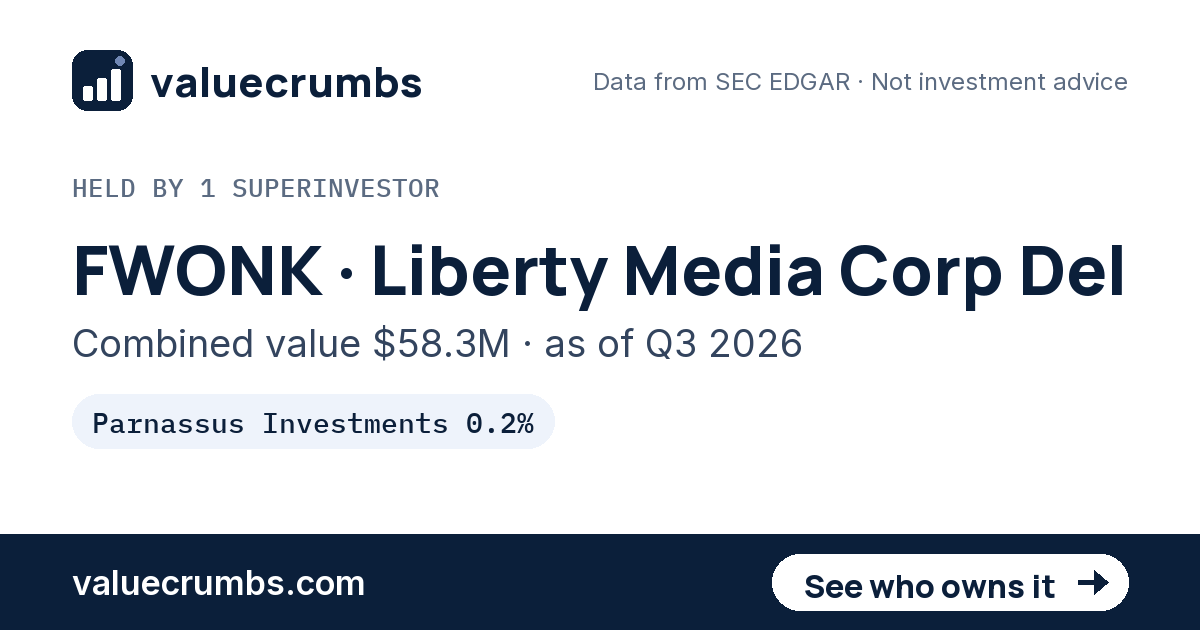 valuecrumbs
Data from SEC EDGAR · Not investment advice
HELD BY 1 SUPERINVESTOR
FWONK · Liberty Media Corp Del
Combined value $58.3M · as of Q3 2026
Parnassus Investments 0.2%
valuecrumbs.com
See who owns it →